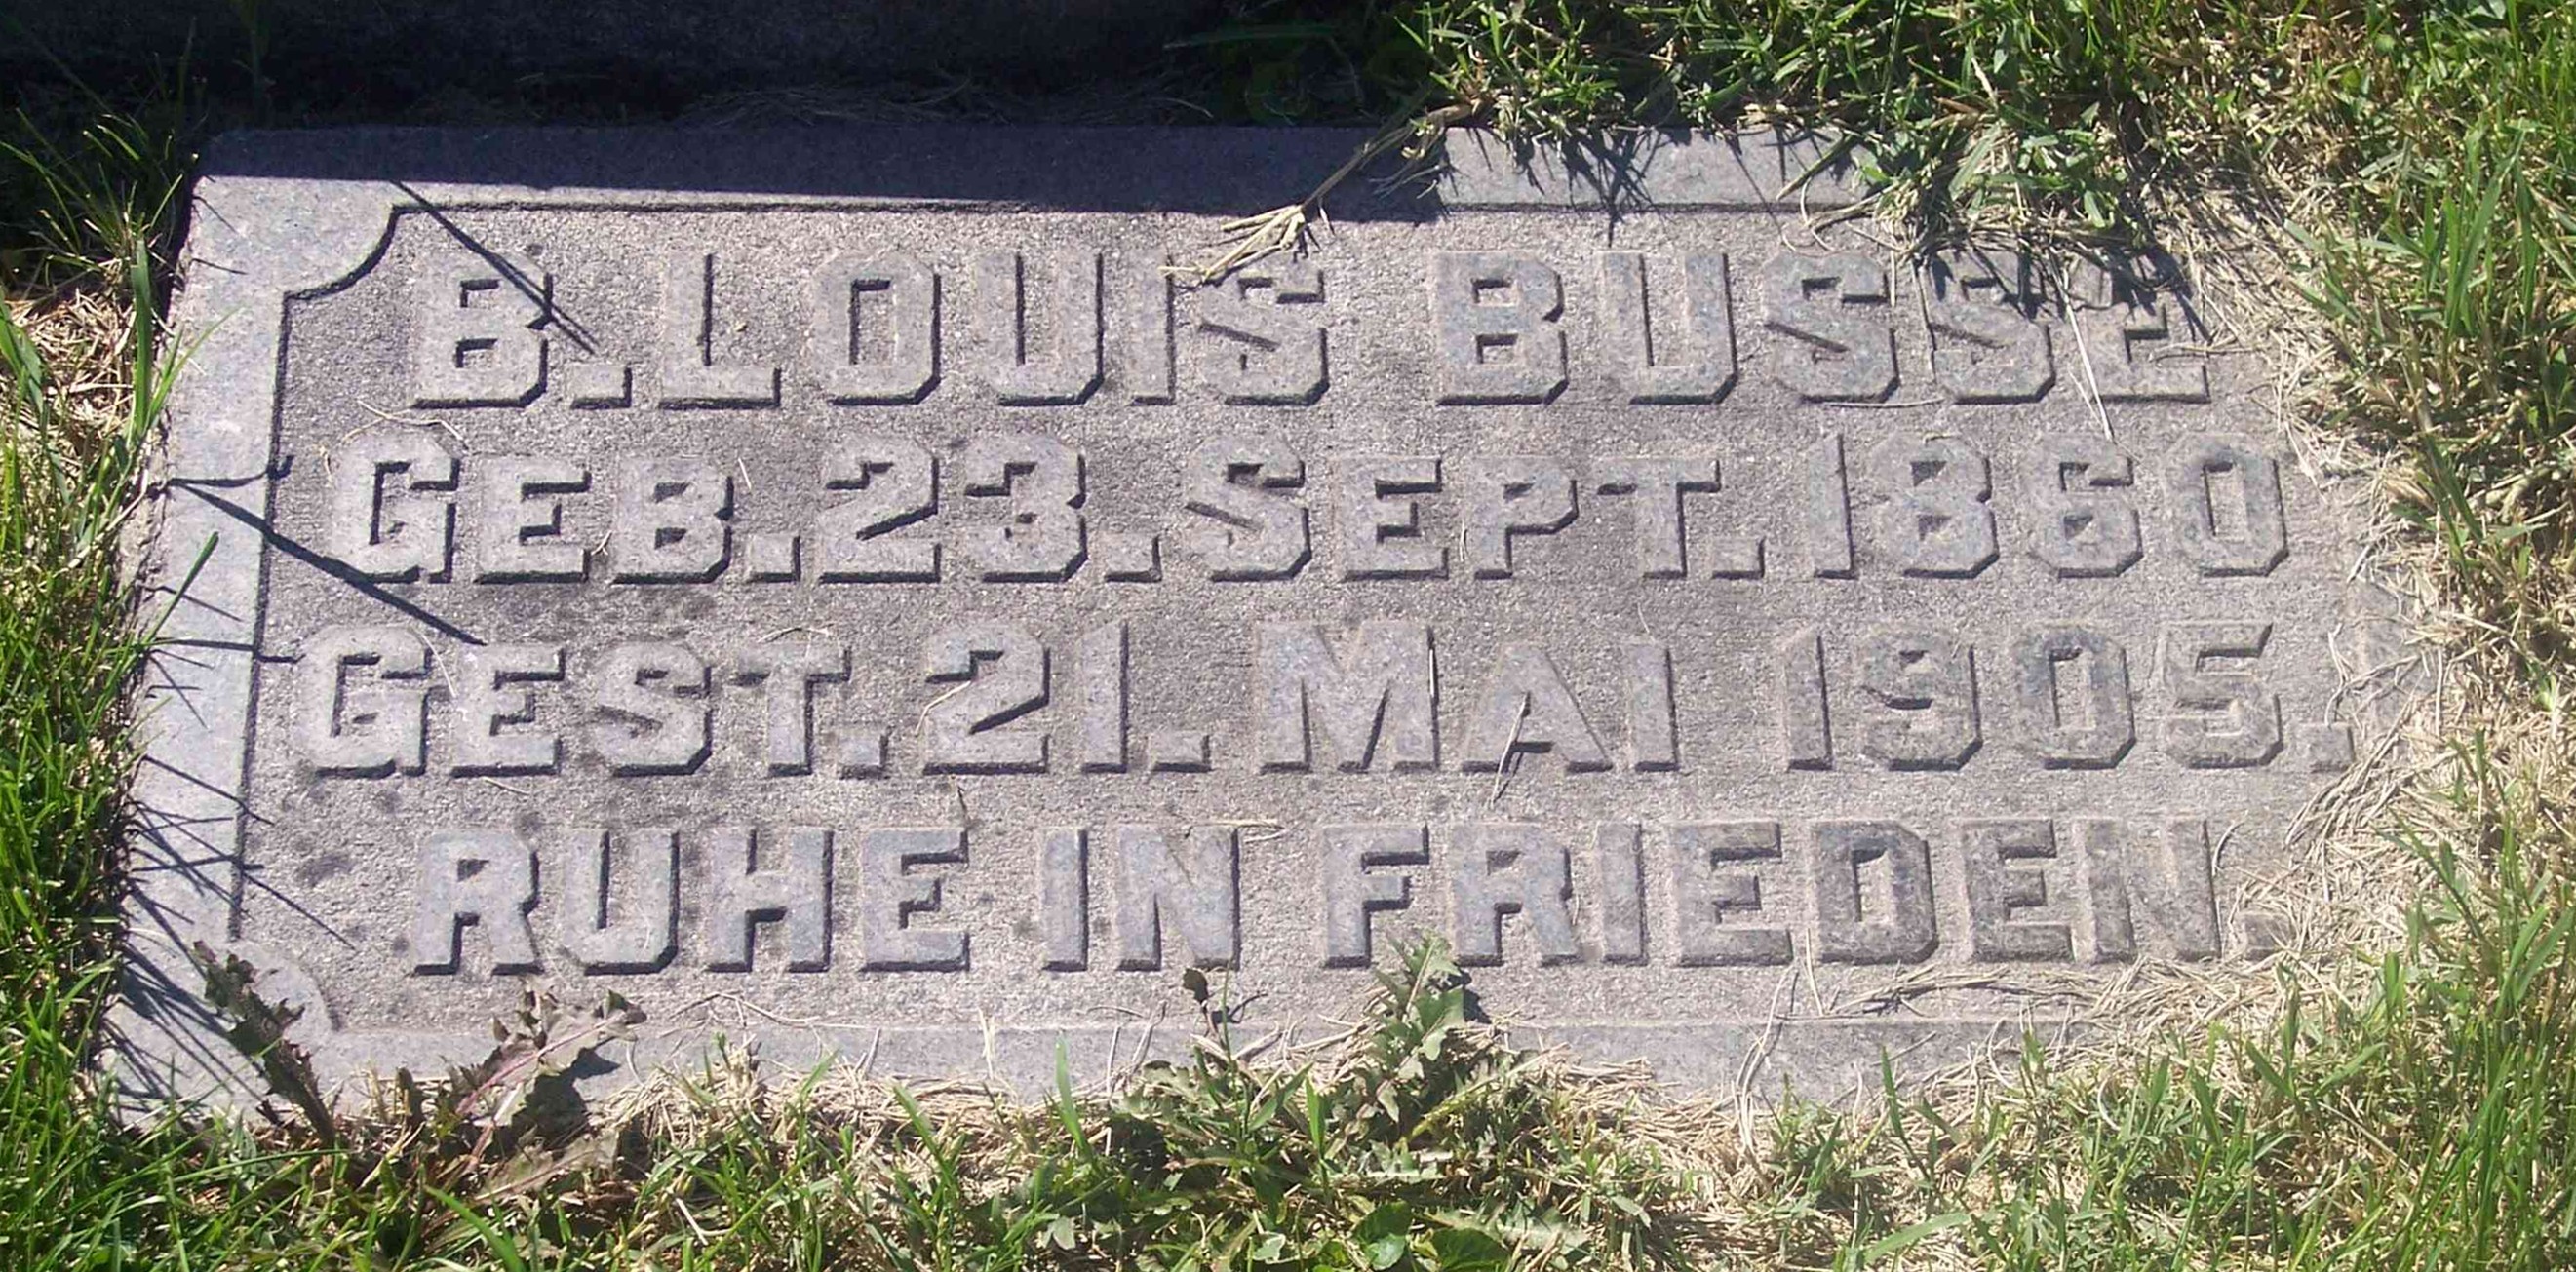 B. LOUIS BUSSE
GEB. 23. SEPT. 1860
GEST. 21. MAI 1905.
RUHE IN FRIEDEN.